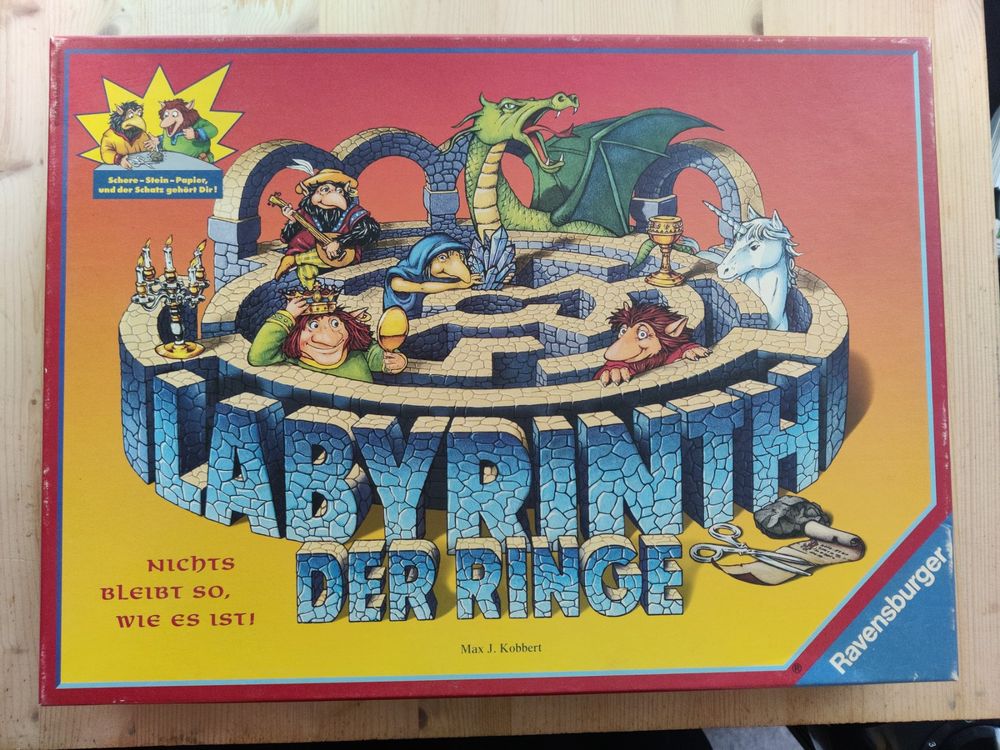 Schere – Stein – Papier,
und der Schatz gehört Dir!
LABYRINTH
DER RINGE
NICHTS
BLEIBT SO,
WIE ES IST!
Max J. Kobbert
®
Ravensburger